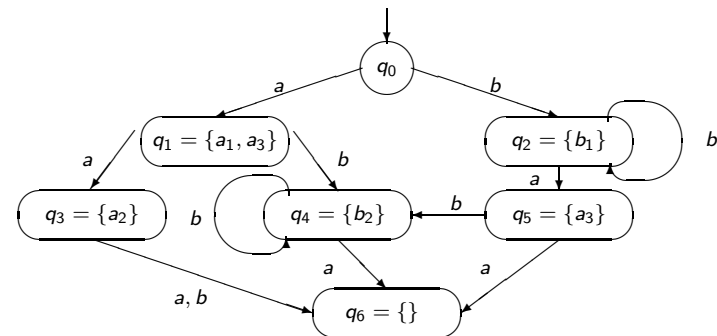 q₀
a
b
q₁ = {a₁, a₃}
q₂ = {b₁}
b
a
b
a
q₃ = {a₂}
b
q₄ = {b₂}
b
q₅ = {a₃}
a, b
a
a
q₆ = {}